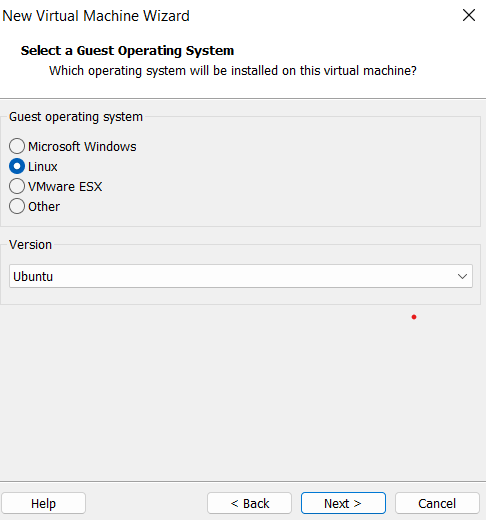 New Virtual Machine Wizard
Select a Guest Operating System
Which operating system will be installed on this virtual machine?
Guest operating system
Microsoft Windows
Linux
VMware ESX
Other
Version
Ubuntu
Help
< Back
Next >
Cancel